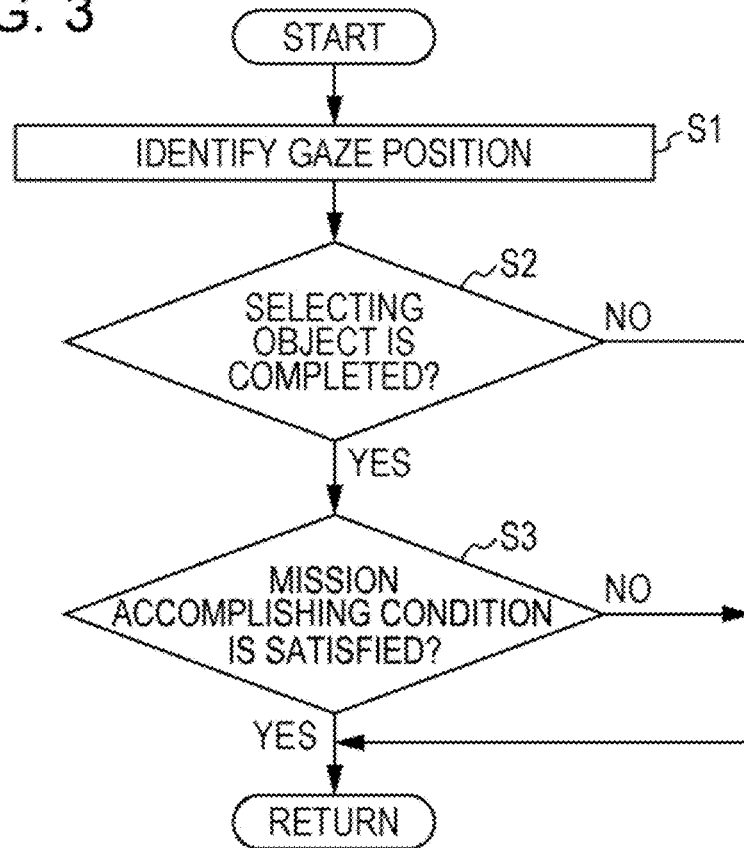 G. 3
START
IDENTIFY GAZE POSITION
S1
S2
SELECTING
OBJECT IS
COMPLETED?
NO
YES
S3
MISSION
ACCOMPLISHING CONDITION
IS SATISFIED?
NO
YES
RETURN